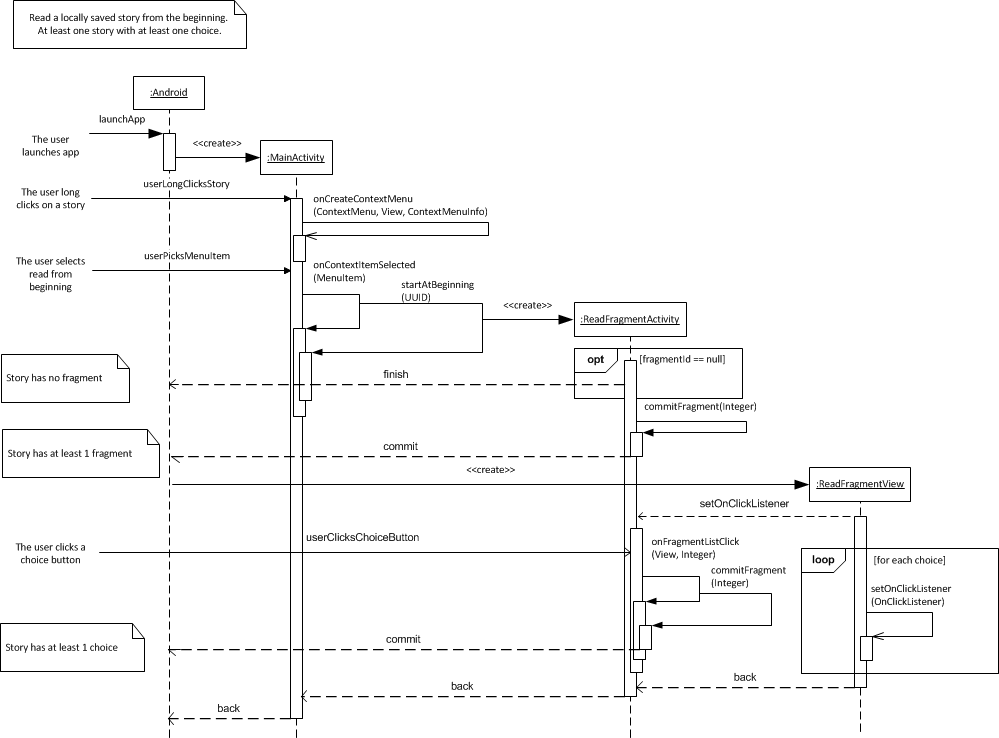 Read a locally saved story from the beginning.
At least one story with at least one choice.
:Android
launchApp
The user
launches app
<<create>>
:MainActivity
userLongClicksStory
The user long
clicks on a story
onCreateContextMenu
(ContextMenu, View, ContextMenuInfo)
userPicksMenuItem
The user selects
read from
beginning
onContextItemSelected
(MenuItem)
startAtBeginning
(UUID)
<<create>>
:ReadFragmentActivity
opt
[fragmentId == null]
Story has no fragment
finish
commitFragment(Integer)
Story has at least 1 fragment
commit
<<create>>
:ReadFragmentView
setOnClickListener
userClicksChoiceButton
The user clicks a
choice button
onFragmentListClick
(View, Integer)
loop
[for each choice]
commitFragment
(Integer)
setOnClickListener
(OnClickListener)
Story has at least 1 choice
commit
back
back
back